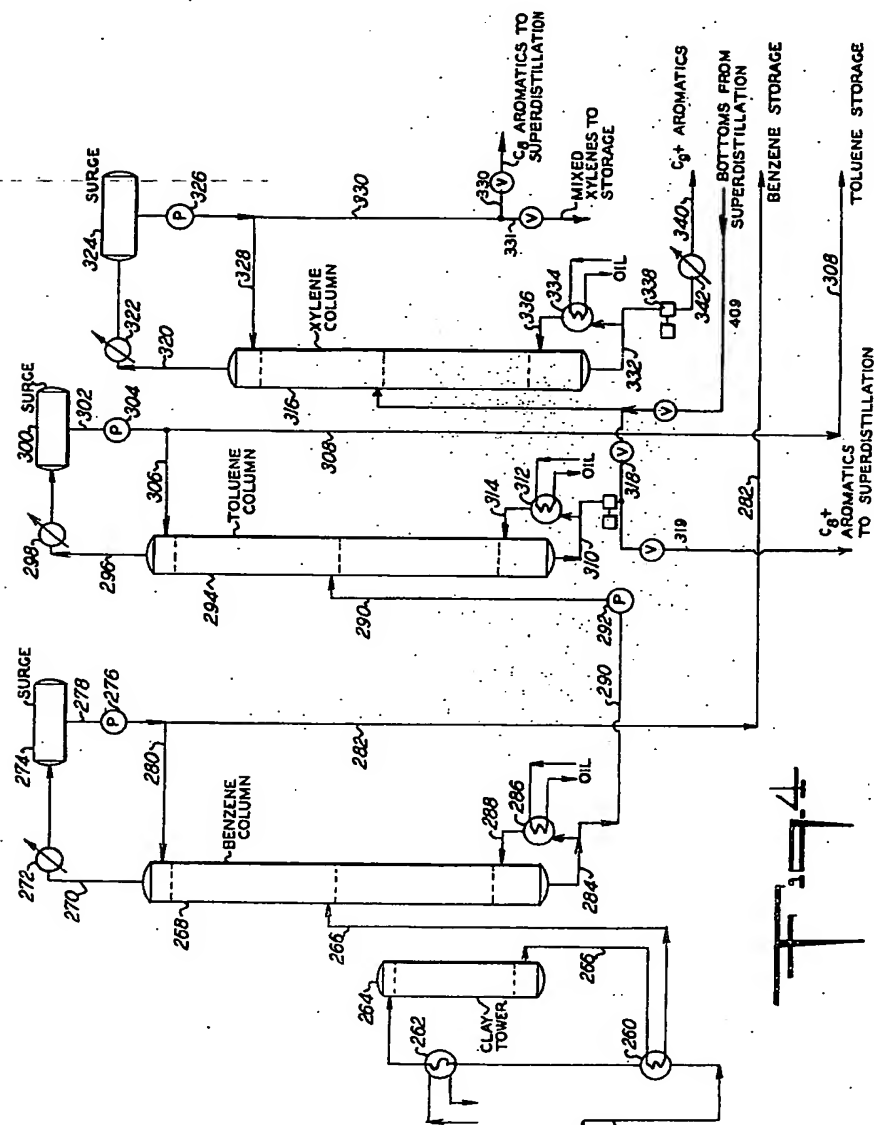 SURGE
324
322
320
326
P
328
330
330
V
C₈ AROMATICS TO
SUPERDISTILLATION
331
V
MIXED
XYLENES TO
STORAGE
XYLENE
COLUMN
316
336
334
OIL
332
338
342
340
C₉+ AROMATICS
409
BOTTOMS FROM
SUPERDISTILLATION
V
SURGE
300
298
296
302
P
304
306
308
308
TOLUENE STORAGE
TOLUENE
COLUMN
294
314
312
OIL
310
V
318
V
319
C₈+
AROMATICS
TO SUPERDISTILLATION
290
P
292
290
SURGE
274
272
270
278
P
276
280
282
282
BENZENE STORAGE
BENZENE
COLUMN
268
288
286
OIL
284
266
266
264
CLAY
TOWER
262
260